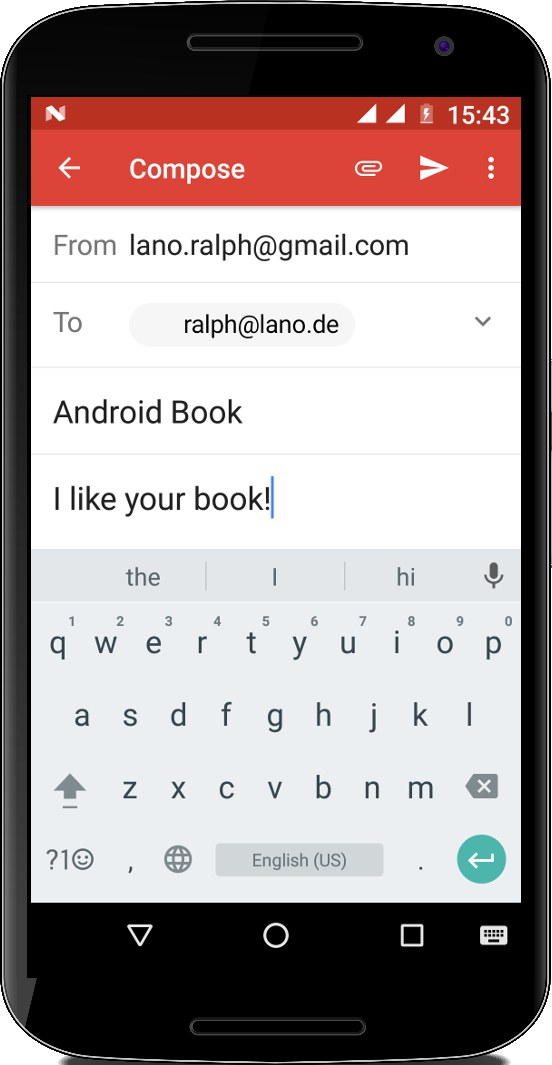 15:43
Compose
From lano.ralph@gmail.com
To ralph@lano.de
Android Book
I like your book!
the I hi
1 2 3 4 5 6 7 8 9 0
q w e r t y u i o p
a s d f g h j k l
z x c v b n m
?1☺ , English (US) .